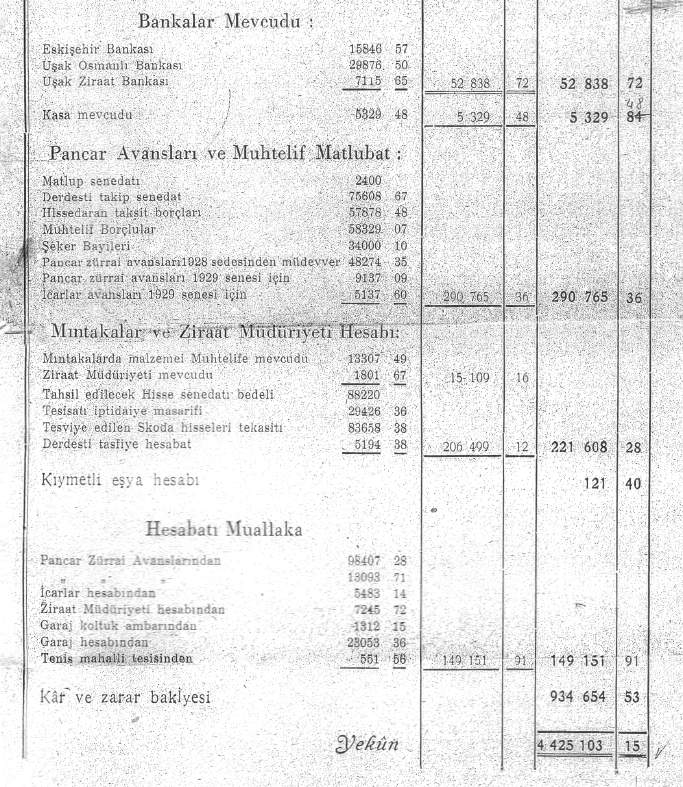 Bankalar Mevcudu :
Eskişehir Bankası 15846 57
Uşak Osmanlı Bankası 29876 50
Uşak Ziraat Bankası 7115 65 52 838 72 52 838 72
48
Kasa mevcudu 5329 48 5 329 48 5 329 84
Pancar Avansları ve Muhtelif Matlubat :
Matlup senedatı 2400
Derdesti takip senedat 75608 67
Hissedaran taksit borçları 57878 48
Muhtelif Borçlular 58329 07
Şeker Bayileri 34000 10
Pancar zürrai avansları 1928 sedesinden müdevver 48274 35
Pancar zürrai avansları 1929 senesi için 9137 09
İcarlar avansları 1929 senesi için 5137 60 290 765 36 290 765 36
Mıntakalar ve Ziraat Müdüriyeti Hesabı:
Mıntakalarda malzemei Muhtelife mevcudu 13307 49
Ziraat Müdüriyeti mevcudu 1801 67 15 109 16
Tahsil edilecek Hisse senedatı bedeli 88220
Tesisatı iptidaiye masarifi 29426 36
Tesviye edilen Skoda hisseleri tekasiti 83658 38
Derdesti tasfiye hesabat 5194 38 206 499 12 221 608 28
Kıymetli eşya hesabı 121 40
Hesabatı Muallaka
Pancar Zürrai Avanslarından 98407 28
„ „ „ 13093 71
İcarlar hesabından 5483 14
Ziraat Müdüriyeti hesabından 7245 72
Garaj koltuk ambarından 1312 15
Garaj hesabından 23053 36
Tenis mahalli tesisinden 551 56 149 151 91 149 151 91
Kâr ve zarar bakiyesi 934 654 53
Yekûn 4 425 103 15